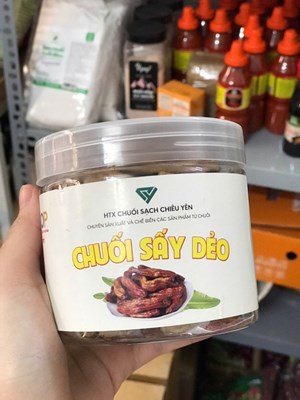 HTX CHUỐI SẠCH CHIÊU YÊN
CHUYÊN SẢN XUẤT VÀ CHẾ BIẾN CÁC SẢN PHẨM TỪ CHUỐI
CHUỐI SẤY DẺO